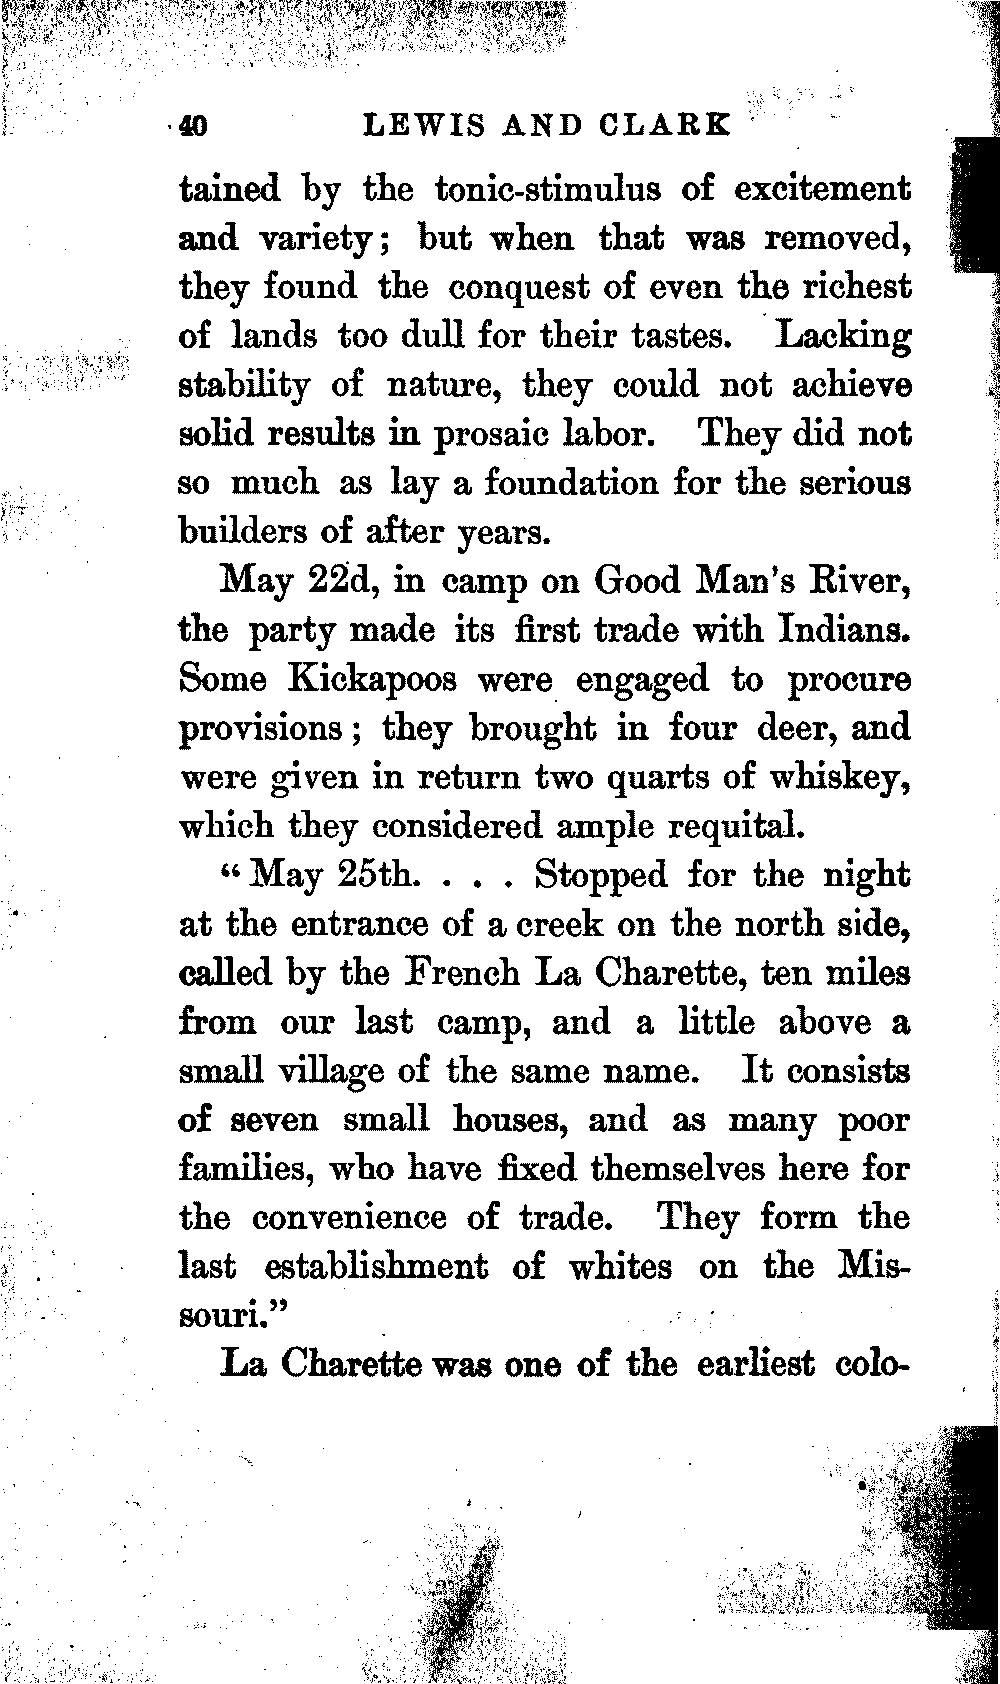 40 LEWIS AND CLARK
tained by the tonic-stimulus of excitement
and variety; but when that was removed,
they found the conquest of even the richest
of lands too dull for their tastes. Lacking
stability of nature, they could not achieve
solid results in prosaic labor. They did not
so much as lay a foundation for the serious
builders of after years.
May 22d, in camp on Good Man's River,
the party made its first trade with Indians.
Some Kickapoos were engaged to procure
provisions; they brought in four deer, and
were given in return two quarts of whiskey,
which they considered ample requital.
"May 25th. . . . Stopped for the night
at the entrance of a creek on the north side,
called by the French La Charette, ten miles
from our last camp, and a little above a
small village of the same name. It consists
of seven small houses, and as many poor
families, who have fixed themselves here for
the convenience of trade. They form the
last establishment of whites on the Mis-
souri."
La Charette was one of the earliest colo-